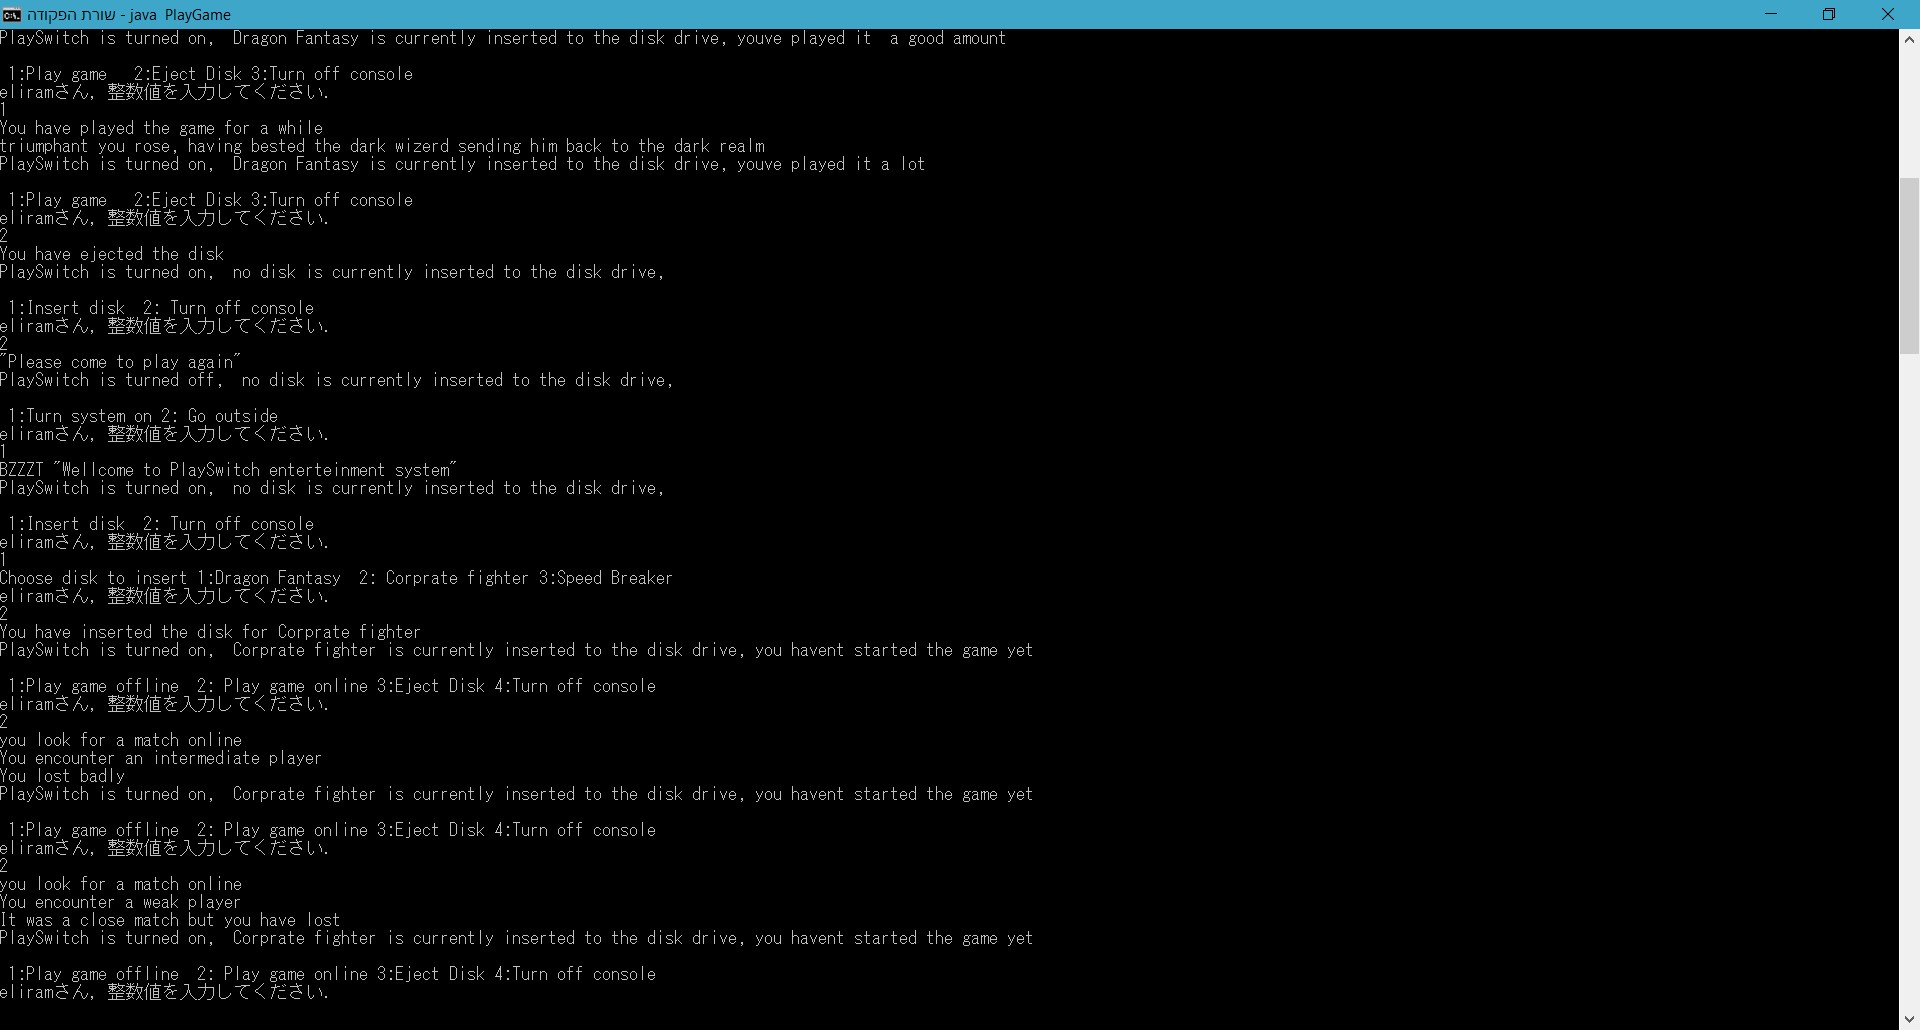 שורת הפקודה - java PlayGame
PlaySwitch is turned on,  Dragon Fantasy is currently inserted to the disk drive, youve played it  a good amount
1:Play game   2:Eject Disk 3:Turn off console
eliramさん, 整数値を入力してください.
1
You have played the game for a while
triumphant you rose, having bested the dark wizerd sending him back to the dark realm
PlaySwitch is turned on,  Dragon Fantasy is currently inserted to the disk drive, youve played it a lot
1:Play game   2:Eject Disk 3:Turn off console
eliramさん, 整数値を入力してください.
2
You have ejected the disk
PlaySwitch is turned on,  no disk is currently inserted to the disk drive,
1:Insert disk  2: Turn off console
eliramさん, 整数値を入力してください.
2
"Please come to play again"
PlaySwitch is turned off,  no disk is currently inserted to the disk drive,
1:Turn system on 2: Go outside
eliramさん, 整数値を入力してください.
1
BZZZT "Wellcome to PlaySwitch enterteinment system"
PlaySwitch is turned on,  no disk is currently inserted to the disk drive,
1:Insert disk  2: Turn off console
eliramさん, 整数値を入力してください.
1
Choose disk to insert 1:Dragon Fantasy  2: Corprate fighter 3:Speed Breaker
eliramさん, 整数値を入力してください.
2
You have inserted the disk for Corprate fighter
PlaySwitch is turned on,  Corprate fighter is currently inserted to the disk drive, you havent started the game yet
1:Play game offline  2: Play game online 3:Eject Disk 4:Turn off console
eliramさん, 整数値を入力してください.
2
you look for a match online
You encounter an intermediate player
You lost badly
PlaySwitch is turned on,  Corprate fighter is currently inserted to the disk drive, you havent started the game yet
1:Play game offline  2: Play game online 3:Eject Disk 4:Turn off console
eliramさん, 整数値を入力してください.
2
you look for a match online
You encounter a weak player
It was a close match but you have lost
PlaySwitch is turned on,  Corprate fighter is currently inserted to the disk drive, you havent started the game yet
1:Play game offline  2: Play game online 3:Eject Disk 4:Turn off console
eliramさん, 整数値を入力してください.